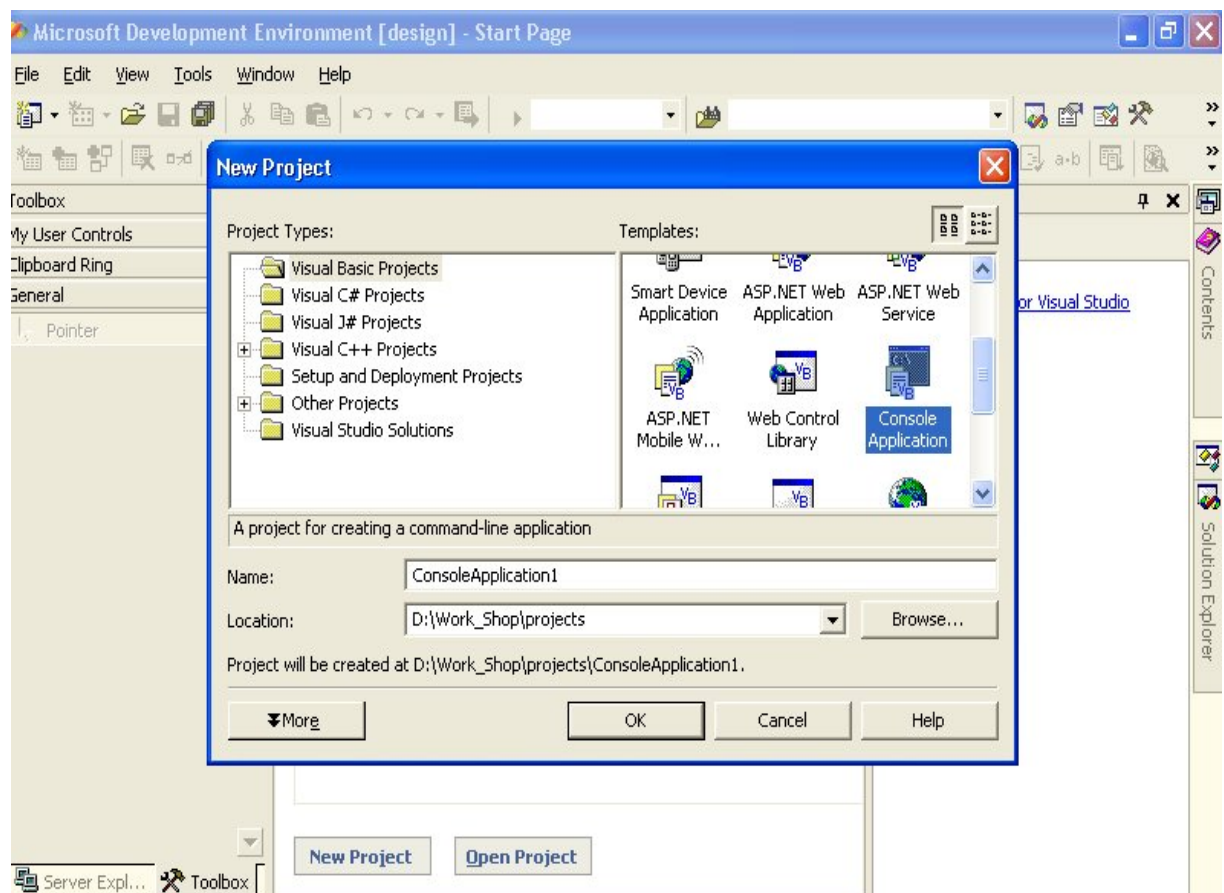 Microsoft Development Environment [design] - Start Page
File Edit View Tools Window Help
Toolbox
My User Controls
Clipboard Ring
General
Pointer
New Project
Project Types:
Visual Basic Projects
Visual C# Projects
Visual J# Projects
Visual C++ Projects
Setup and Deployment Projects
Other Projects
Visual Studio Solutions
Templates:
Smart Device Application
ASP.NET Web Application
ASP.NET Web Service
ASP.NET Mobile W...
Web Control Library
Console Application
A project for creating a command-line application
Name: ConsoleApplication1
Location: D:\Work_Shop\projects Browse...
Project will be created at D:\Work_Shop\projects\ConsoleApplication1.
More OK Cancel Help
or Visual Studio
Contents
Solution Explorer
New Project Open Project
Server Expl... Toolbox